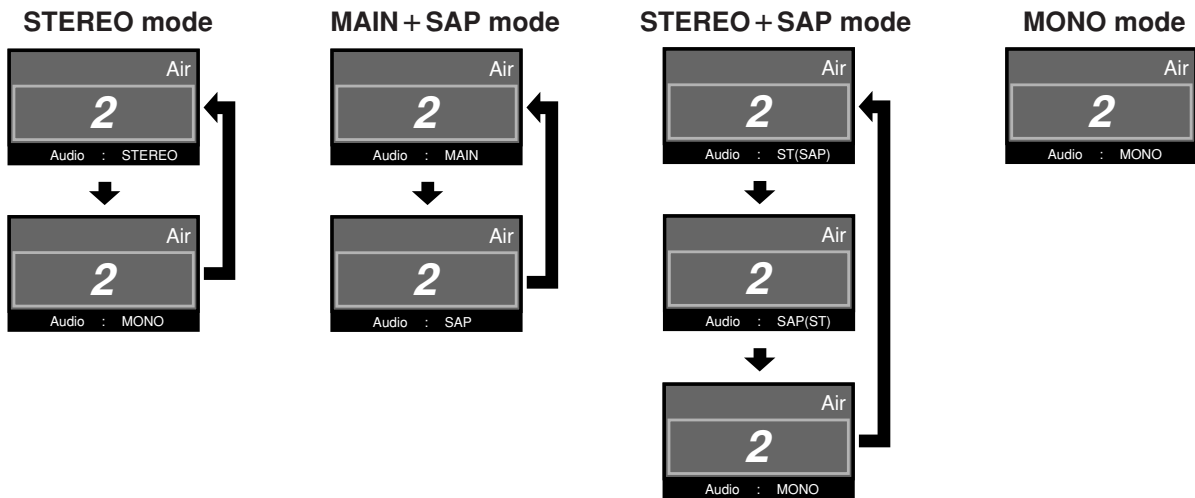 STEREO mode
Air
2
Audio : STEREO
Air
2
Audio : MONO
MAIN+SAP mode
Air
2
Audio : MAIN
Air
2
Audio : SAP
STEREO+SAP mode
Air
2
Audio : ST(SAP)
Air
2
Audio : SAP(ST)
Air
2
Audio : MONO
MONO mode
Air
2
Audio : MONO